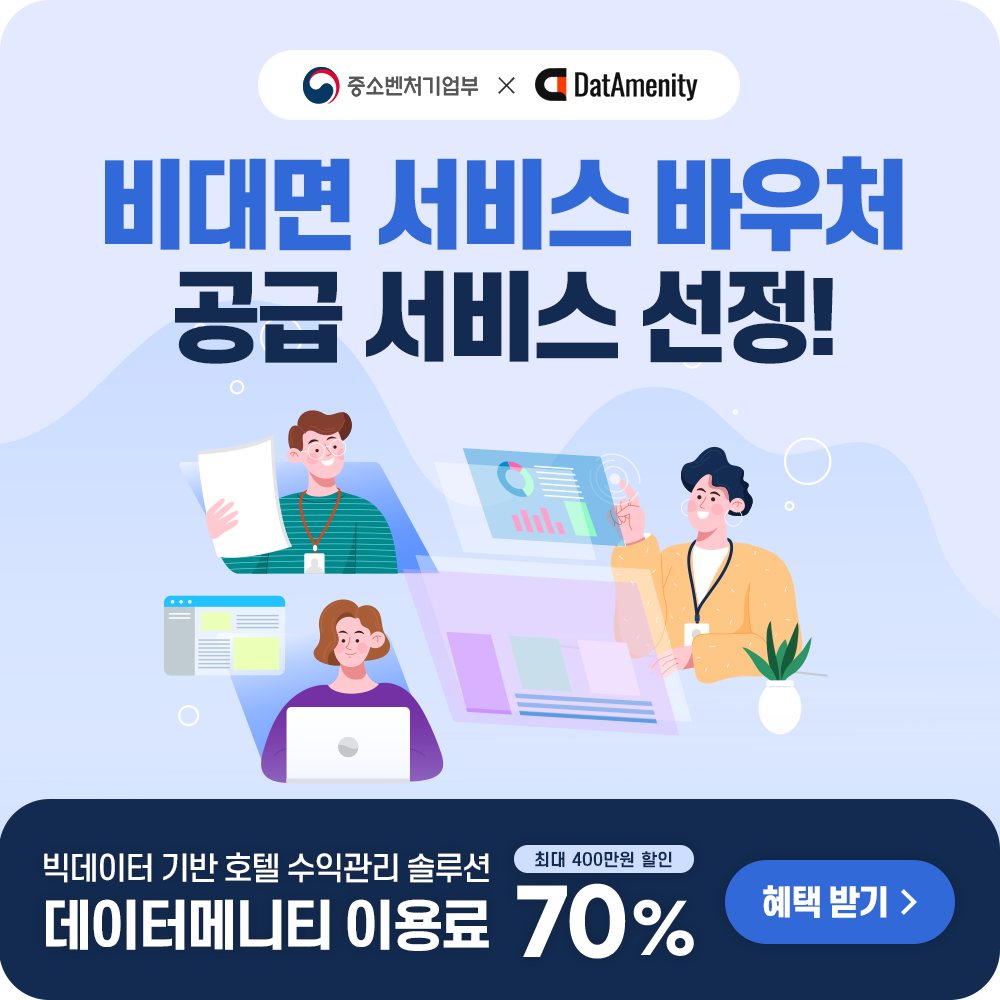 중소벤처기업부 × DatAmenity
비대면 서비스 바우처
공급 서비스 선정!
빅데이터 기반 호텔 수익관리 솔루션
데이터메니티 이용료
최대 400만원 할인
70%
혜택 받기 >